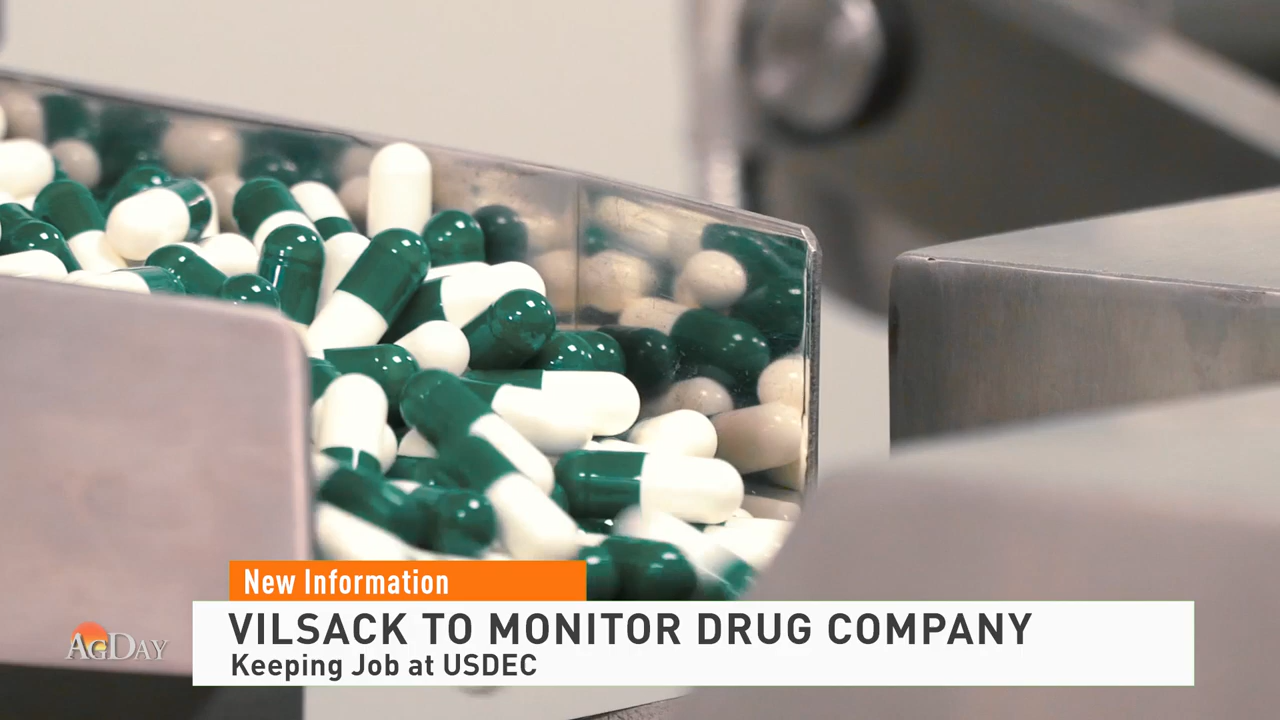 New Information
VILSACK TO MONITOR DRUG COMPANY
Keeping Job at USDEC
AGDAY